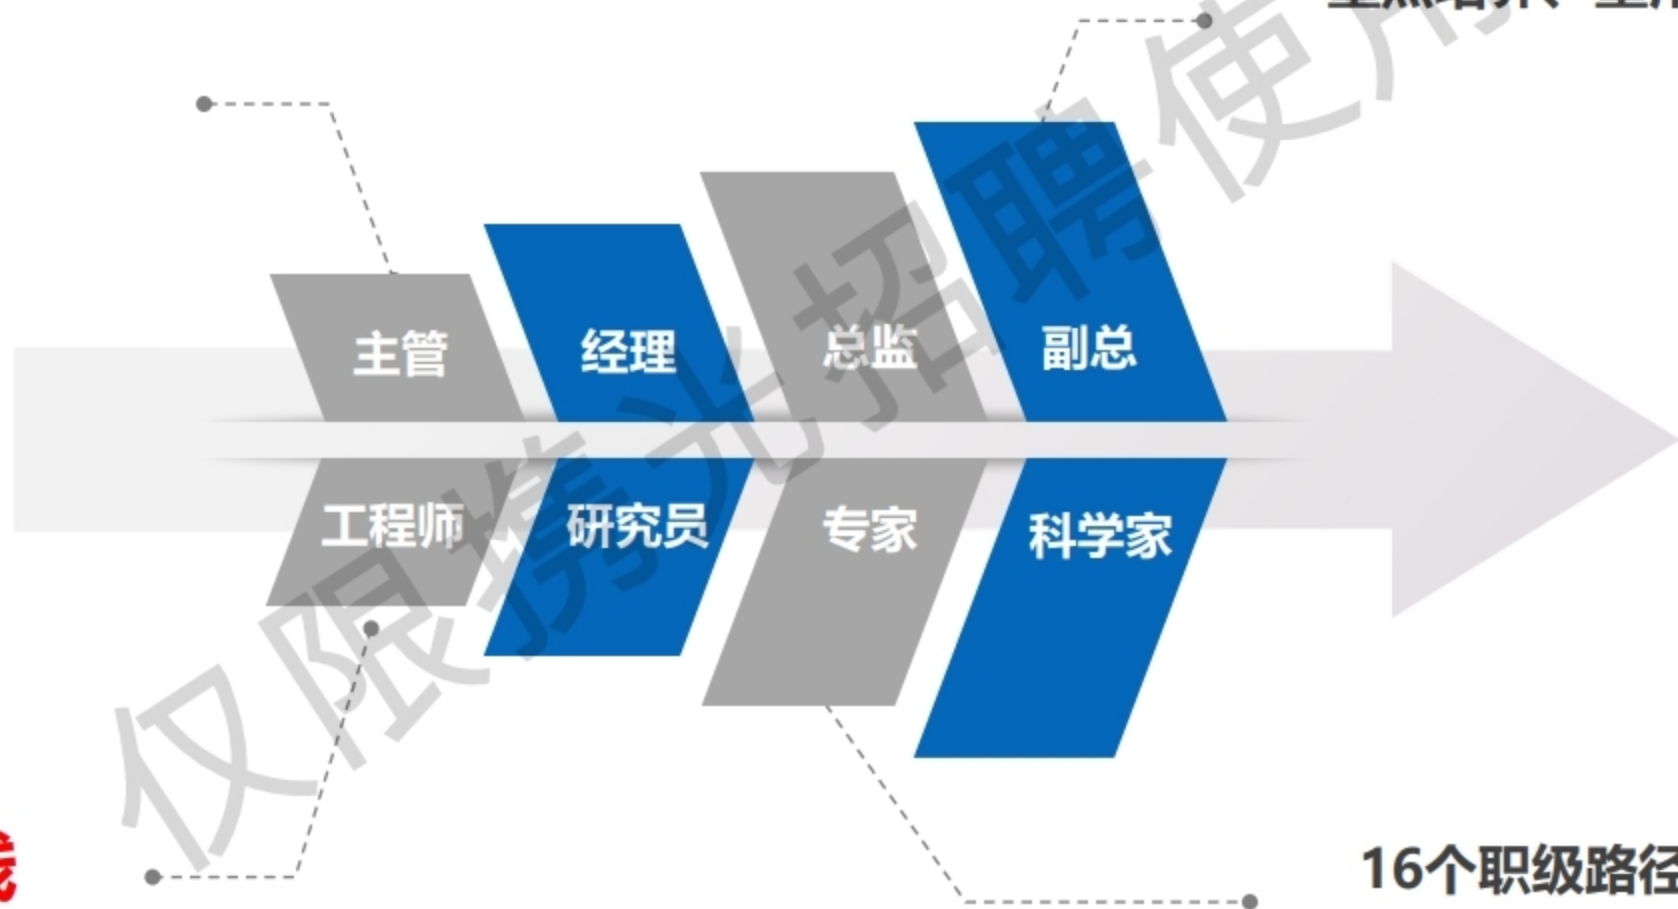 主管
经理
总监
副总
工程师
研究员
专家
科学家
16个职级路径
仅限携光招聘使用